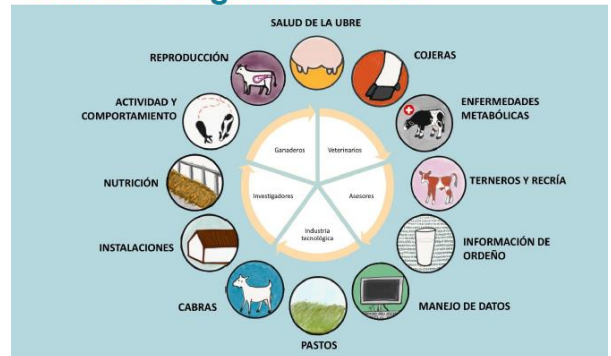 SALUD DE LA UBRE
REPRODUCCIÓN
COJERAS
ACTIVIDAD Y
COMPORTAMIENTO
ENFERMEDADES
METABÓLICAS
Ganaderos
Veterinarios
NUTRICIÓN
TERNEROS Y RECRÍA
Investigadores
Asesores
Industria
tecnológica
INSTALACIONES
INFORMACIÓN DE
ORDEÑO
CABRAS
MANEJO DE DATOS
PASTOS